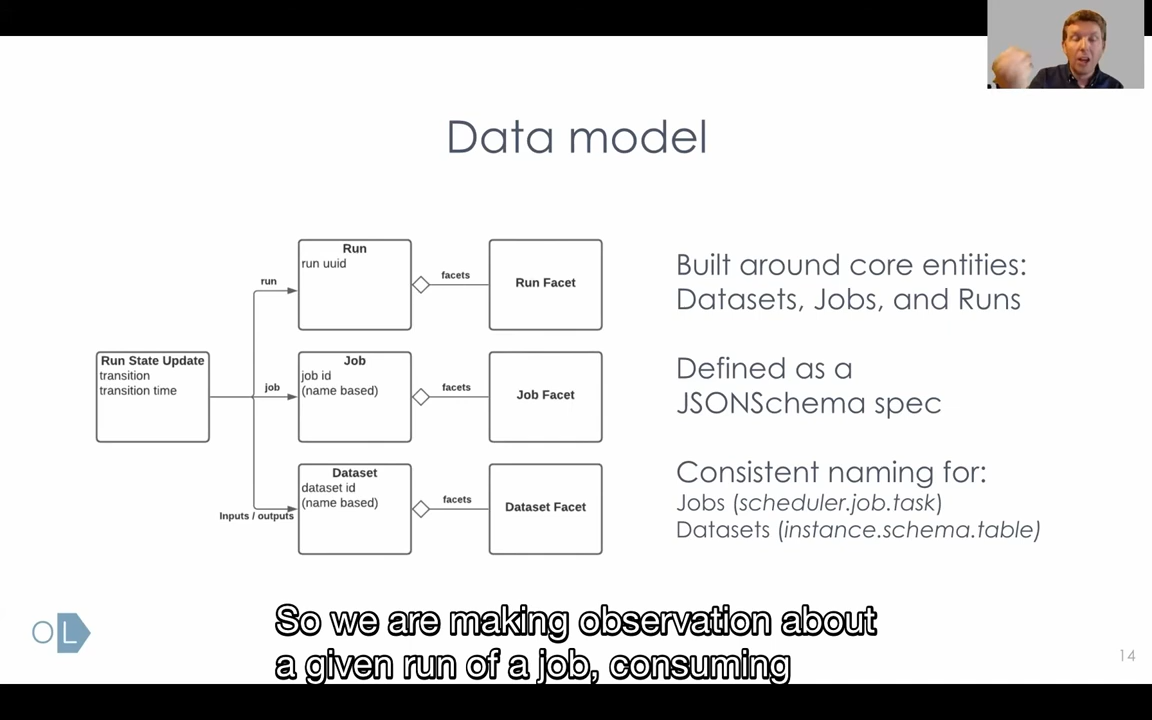 Data model
Run
run uuid
run
facets
Run Facet
Run State Update
transition
transition time
job
Job
job id
(name based)
facets
Job Facet
Inputs / outputs
Dataset
dataset id
(name based)
facets
Dataset Facet
Built around core entities:
Datasets, Jobs, and Runs
Defined as a
JSONSchema spec
Consistent naming for:
Jobs (scheduler.job.task)
Datasets (instance.schema.table)
OL
So we are making observation about
a given run of a job, consuming
14